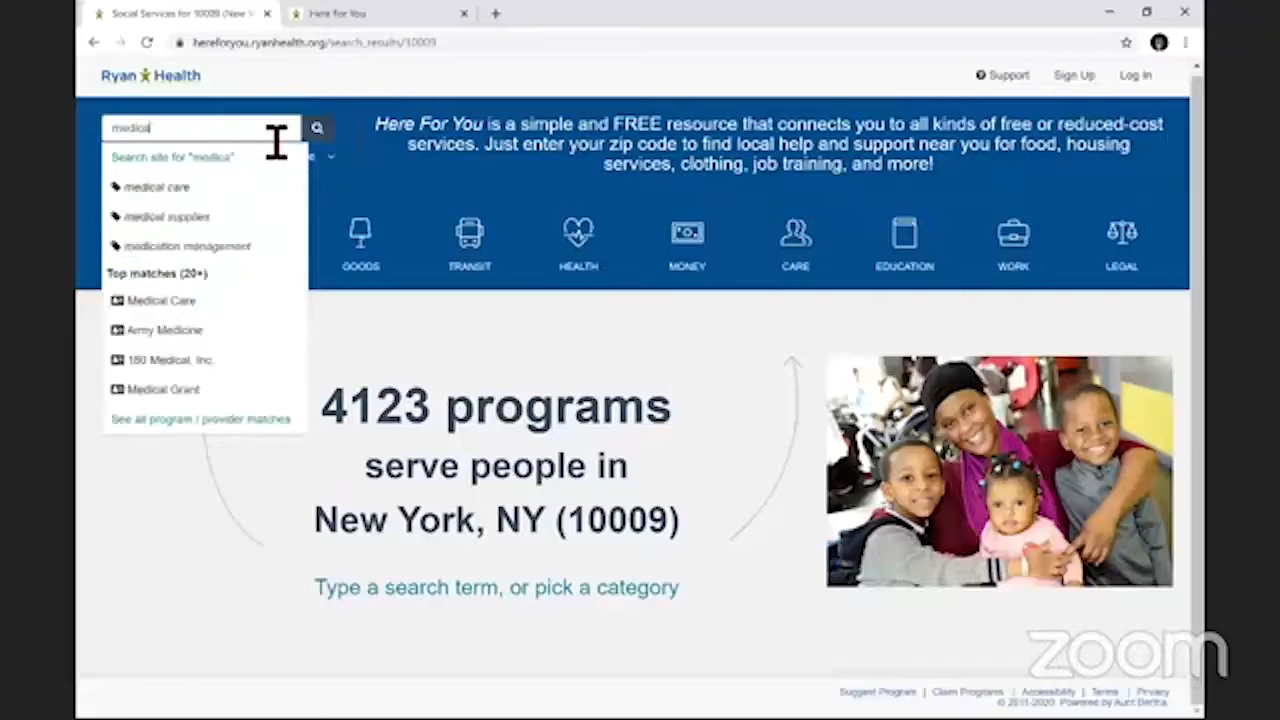 Social Services for 10009 (New Y
Here For You
hereforyou.ryanhealth.org/search_results/10009
Ryan Health
Support
Sign Up
Log In
medica
Here For You is a simple and FREE resource that connects you to all kinds of free or reduced-cost
services. Just enter your zip code to find local help and support near you for food, housing
services, clothing, job training, and more!
Search site for "medica"
medical care
medical supplies
medication management
Top matches (20+)
Medical Care
Army Medicine
180 Medical, Inc.
Medical Grant
See all program / provider matches
GOODS
TRANSIT
HEALTH
MONEY
CARE
EDUCATION
WORK
LEGAL
4123 programs
serve people in
New York, NY (10009)
Type a search term, or pick a category
zoom
Suggest Program | Claim Programs | Accessibility | Terms | Privacy
© 2011-2020 Powered by Aunt Bertha.